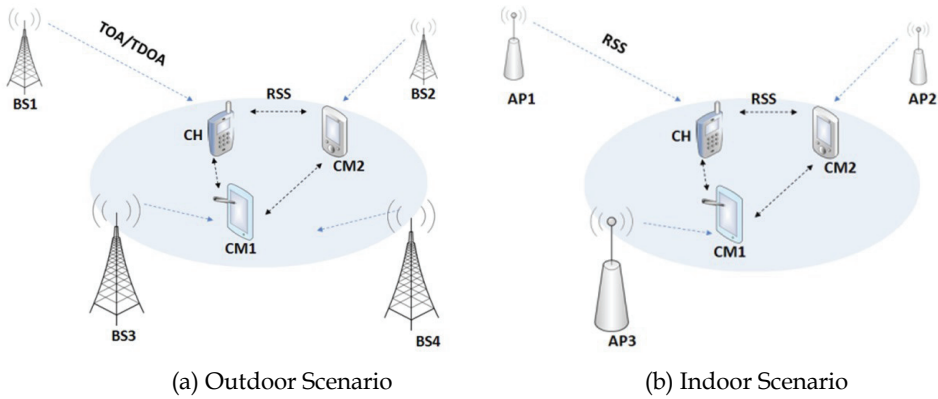 TOA/TDOA
BS1
BS2
RSS
CH
CM2
CM1
BS3
BS4
(a) Outdoor Scenario
RSS
AP1
AP2
RSS
CH
CM2
CM1
AP3
(b) Indoor Scenario